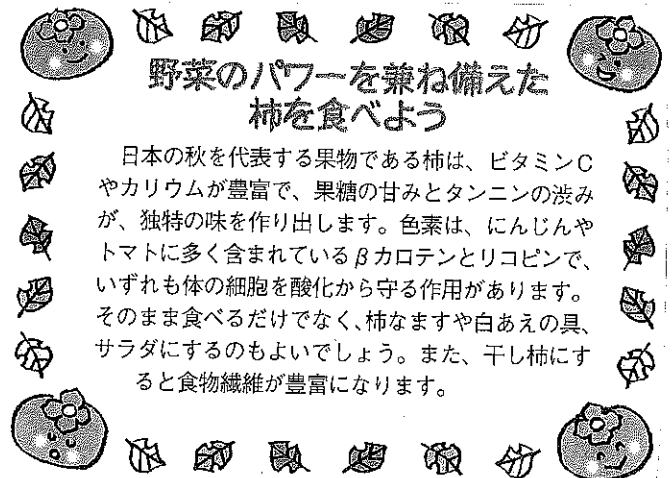 野菜のパワーを兼ね備えた
柿を食べよう
日本の秋を代表する果物である柿は、ビタミンC
やカリウムが豊富で、果糖の甘みとタンニンの渋み
が、独特の味を作り出します。色素は、にんじんや
トマトに多く含まれているβカロテンとリコピンで、
いずれも体の細胞を酸化から守る作用があります。
そのまま食べるだけでなく、柿なますや白あえの具、
サラダにするのもよいでしょう。また、干し柿にす
ると食物繊維が豊富になります。